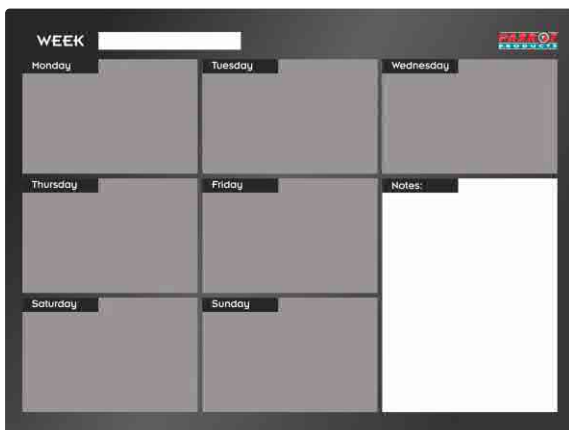 WEEK
PARROT
PRODUCTS
Monday
Tuesday
Wednesday
Thursday
Friday
Notes:
Saturday
Sunday